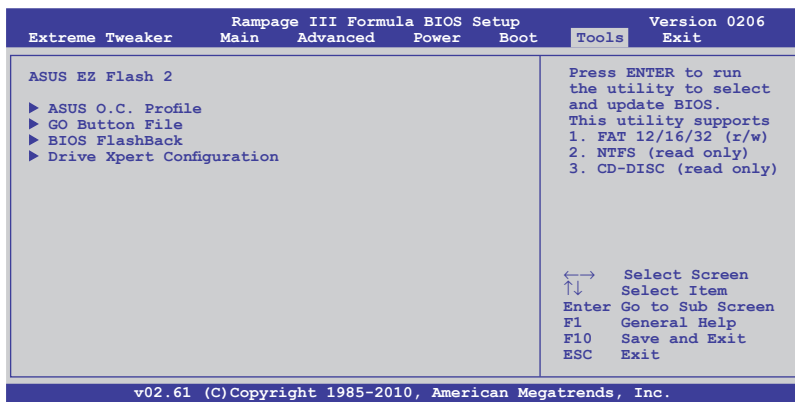 Rampage III Formula BIOS Setup Version 0206
Extreme Tweaker Main Advanced Power Boot Tools Exit
ASUS EZ Flash 2
▶ ASUS O.C. Profile
▶ GO Button File
▶ BIOS FlashBack
▶ Drive Xpert Configuration
Press ENTER to run
the utility to select
and update BIOS.
This utility supports
1. FAT 12/16/32 (r/w)
2. NTFS (read only)
3. CD-DISC (read only)
←→ Select Screen
↑↓ Select Item
Enter Go to Sub Screen
F1 General Help
F10 Save and Exit
ESC Exit
v02.61 (C)Copyright 1985-2010, American Megatrends, Inc.